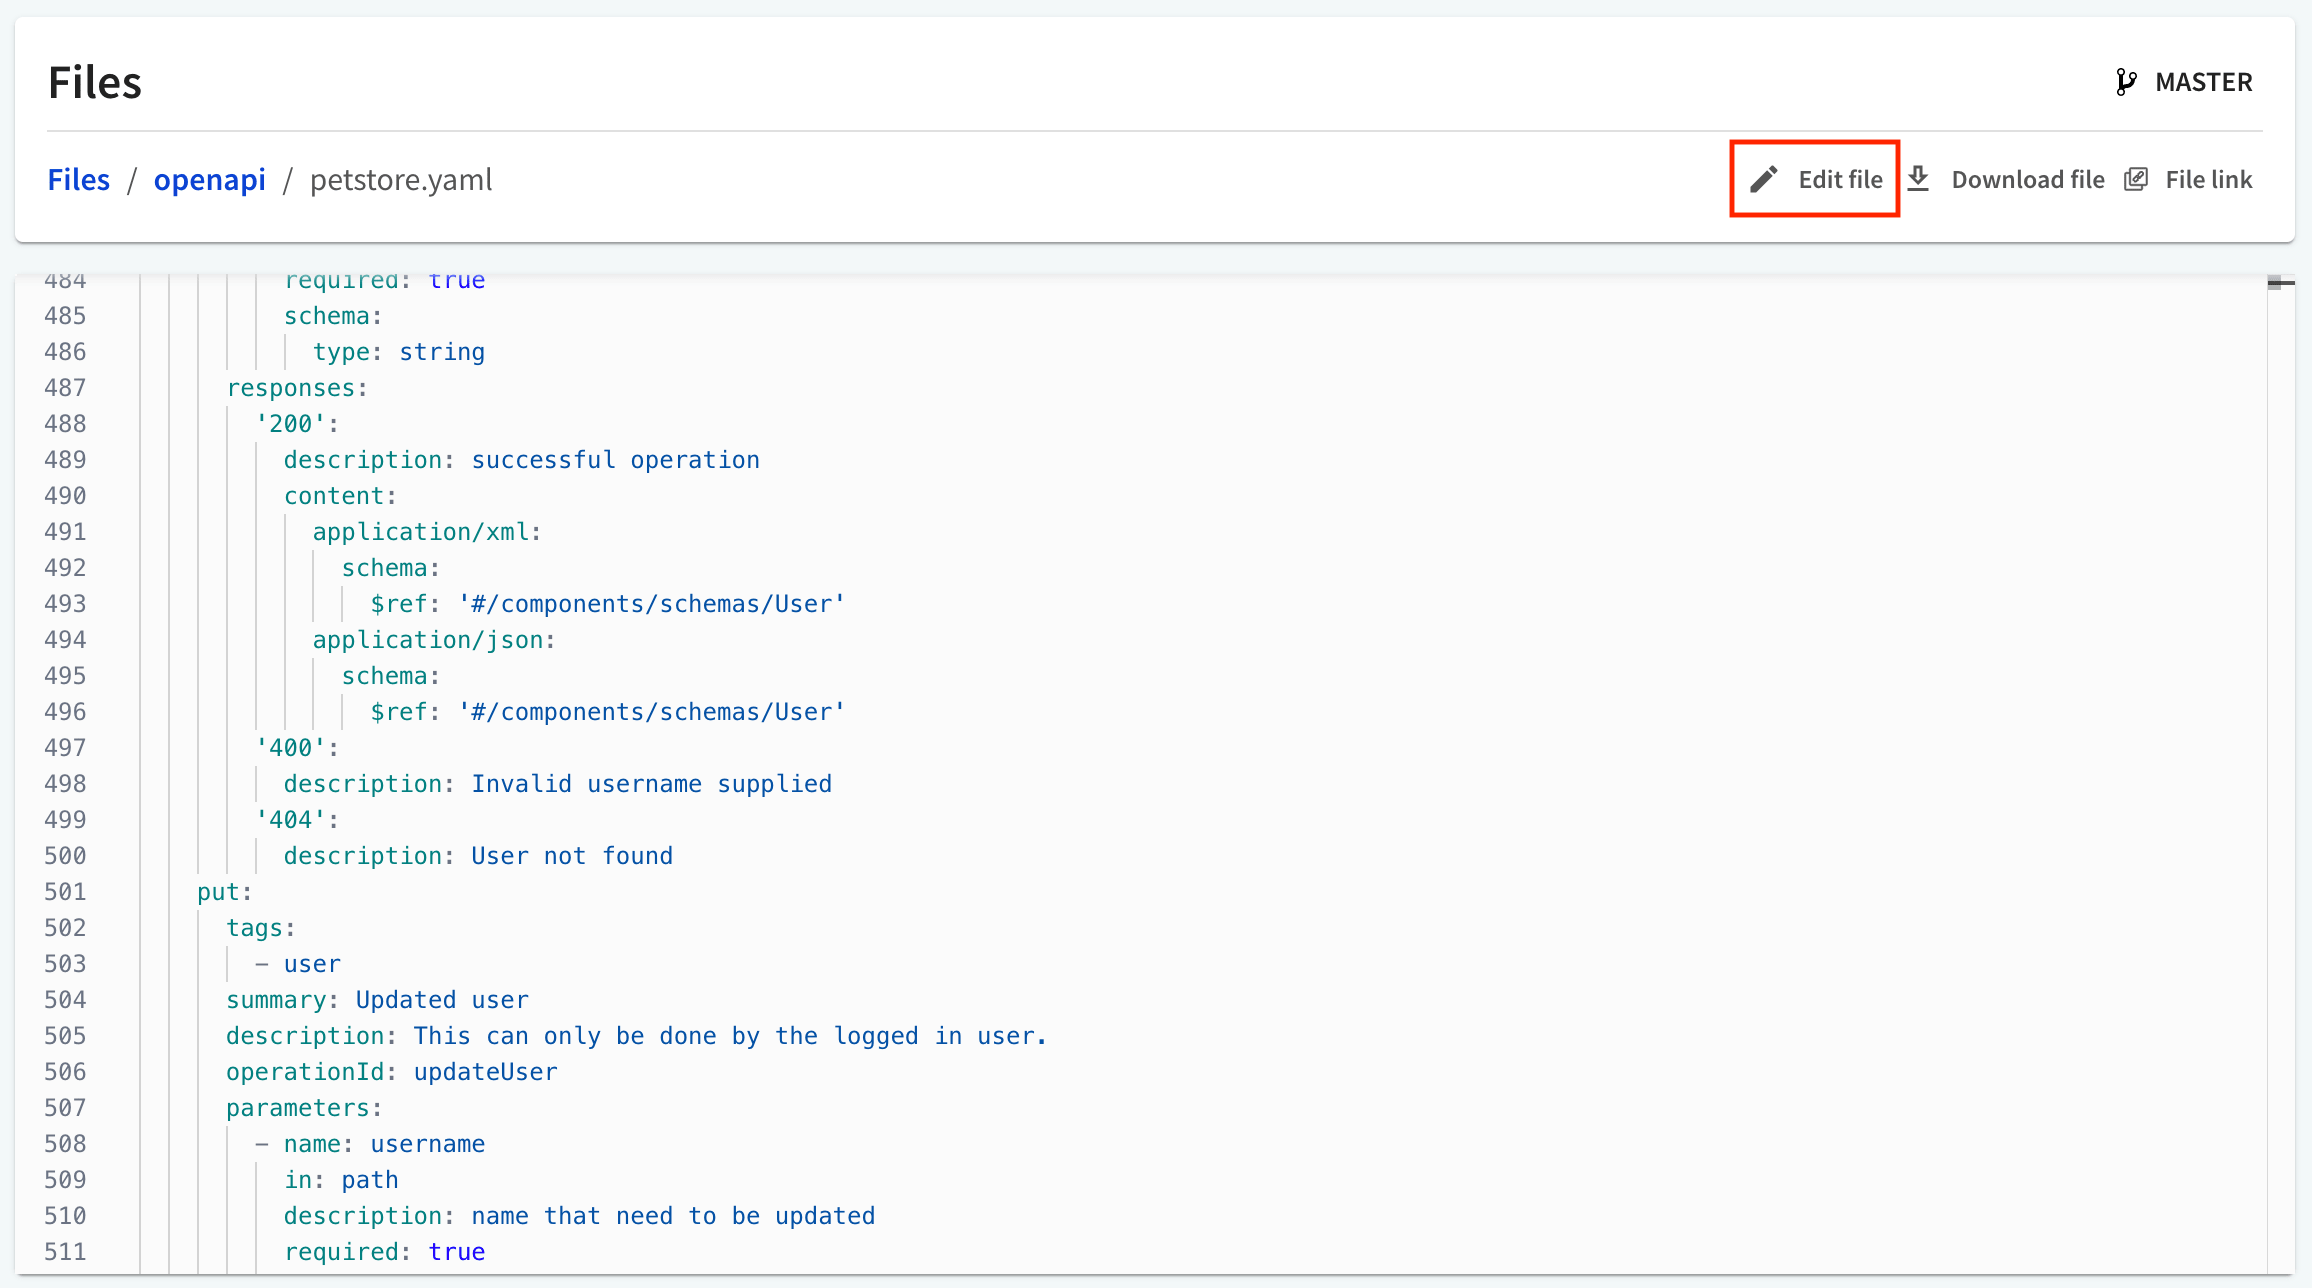 Files
MASTER
Files / openapi / petstore.yaml
Edit file
Download file
File link
484 required: true
485 schema:
486 type: string
487 responses:
488 '200':
489 description: successful operation
490 content:
491 application/xml:
492 schema:
493 $ref: '#/components/schemas/User'
494 application/json:
495 schema:
496 $ref: '#/components/schemas/User'
497 '400':
498 description: Invalid username supplied
499 '404':
500 description: User not found
501 put:
502 tags:
503 - user
504 summary: Updated user
505 description: This can only be done by the logged in user.
506 operationId: updateUser
507 parameters:
508 - name: username
509 in: path
510 description: name that need to be updated
511 required: true